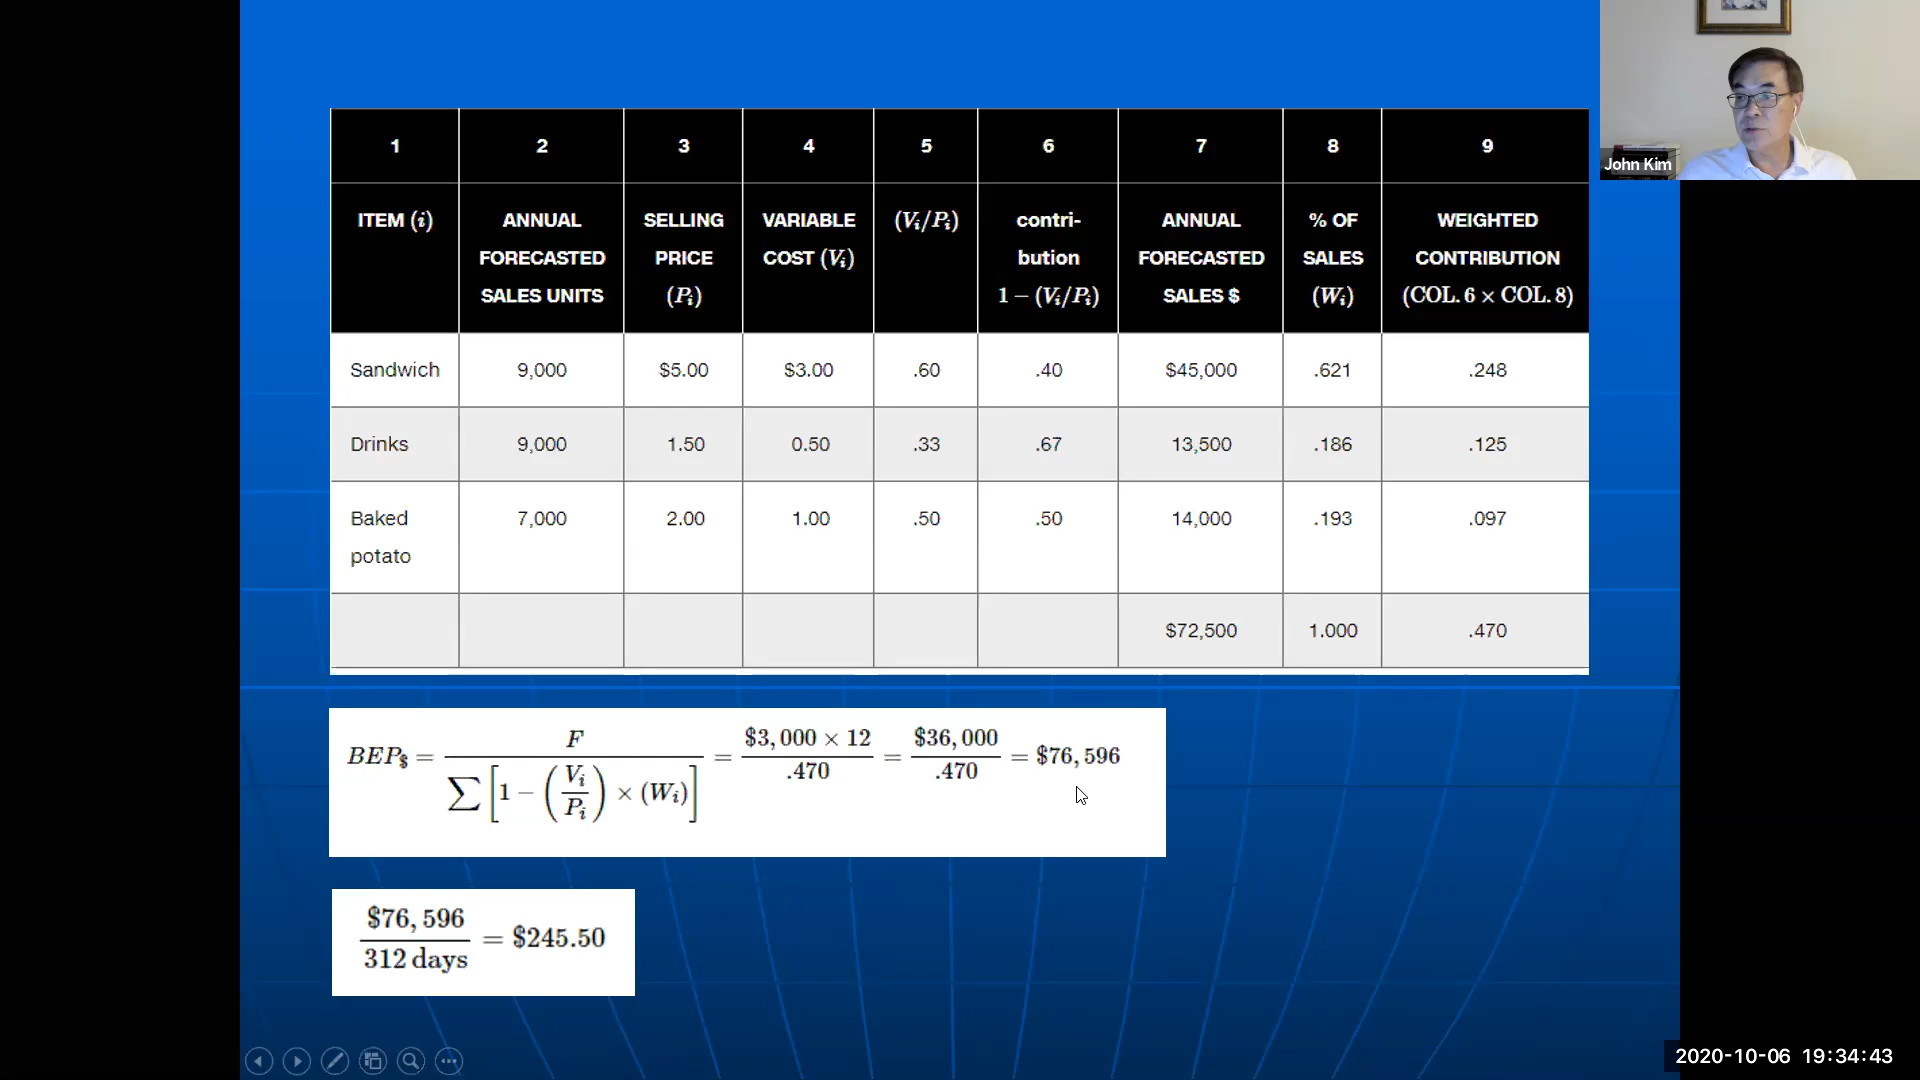 1 2 3 4 5 6 7 8 9
ITEM (i) ANNUAL SELLING VARIABLE (Vᵢ/Pᵢ) contri- ANNUAL % OF WEIGHTED
FORECASTED PRICE COST (Vᵢ) bution FORECASTED SALES CONTRIBUTION
SALES UNITS (Pᵢ) 1 − (Vᵢ/Pᵢ) SALES $ (Wᵢ) (COL. 6 × COL. 8)
Sandwich 9,000 $5.00 $3.00 .60 .40 $45,000 .621 .248
Drinks 9,000 1.50 0.50 .33 .67 13,500 .186 .125
Baked 7,000 2.00 1.00 .50 .50 14,000 .193 .097
potato
$72,500 1.000 .470
BEP$ = F / ∑ [1 − (Vᵢ/Pᵢ) × (Wᵢ)] = $3,000 × 12 / .470 = $36,000 / .470 = $76,596
$76,596 / 312 days = $245.50
John Kim
2020-10-06 19:34:43